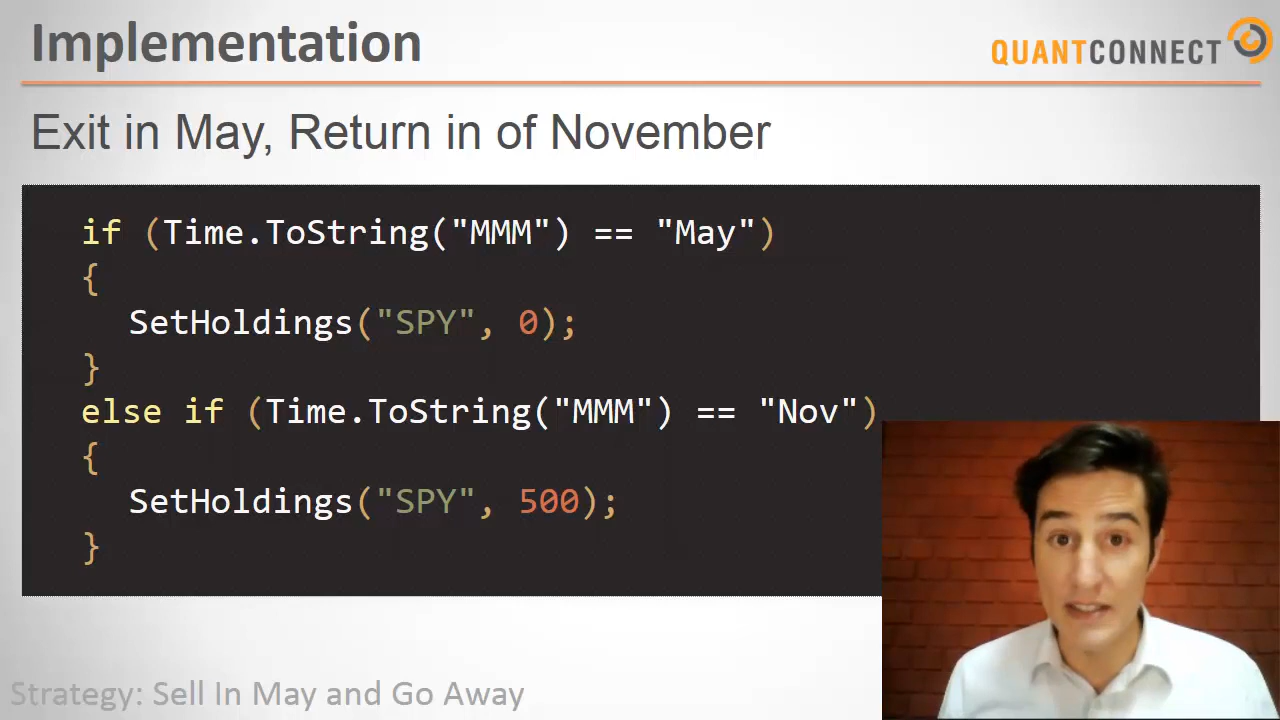 Implementation
QUANTCONNECT
Exit in May, Return in of November
if (Time.ToString("MMM") == "May")
{
SetHoldings("SPY", 0);
}
else if (Time.ToString("MMM") == "Nov")
{
SetHoldings("SPY", 500);
}
Strategy: Sell In May and Go Away